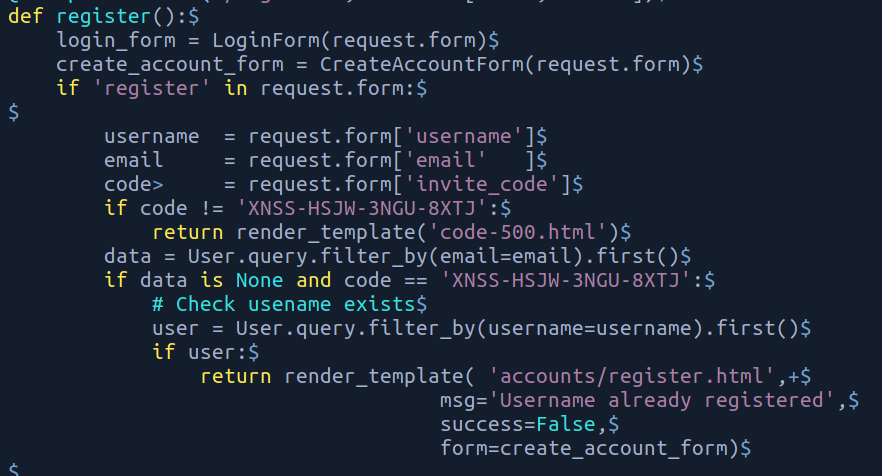 def register():$
    login_form = LoginForm(request.form)$
    create_account_form = CreateAccountForm(request.form)$
    if 'register' in request.form:$
$
        username  = request.form['username']$
        email     = request.form['email'   ]$
        code>     = request.form['invite_code']$
        if code != 'XNSS-HSJW-3NGU-8XTJ':$
            return render_template('code-500.html')$
        data = User.query.filter_by(email=email).first()$
        if data is None and code == 'XNSS-HSJW-3NGU-8XTJ':$
            # Check usename exists$
            user = User.query.filter_by(username=username).first()$
            if user:$
                return render_template( 'accounts/register.html',+$
                                    msg='Username already registered',$
                                    success=False,$
                                    form=create_account_form)$
$